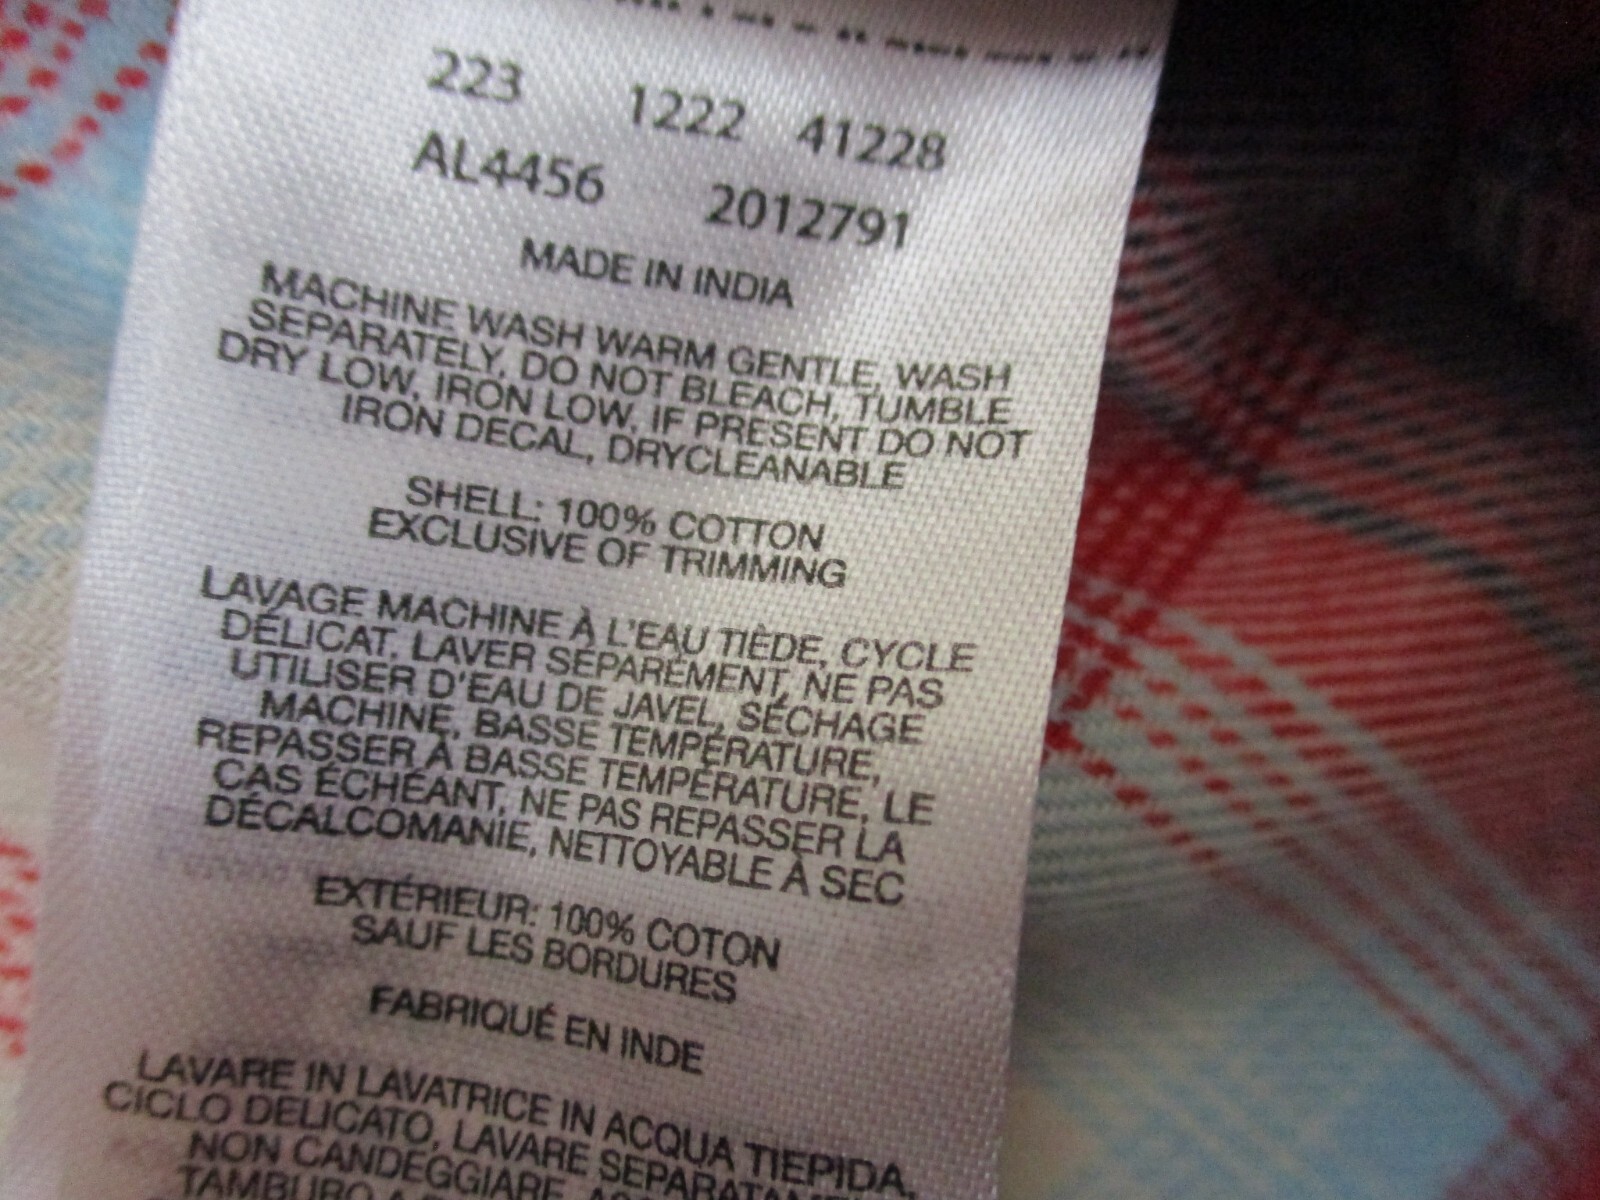 223 1222 41228
AL4456 2012791
MADE IN INDIA
MACHINE WASH WARM GENTLE, WASH
SEPARATELY, DO NOT BLEACH, TUMBLE
DRY LOW, IRON LOW, IF PRESENT DO NOT
IRON DECAL, DRYCLEANABLE
SHELL: 100% COTTON
EXCLUSIVE OF TRIMMING
LAVAGE MACHINE À L'EAU TIÈDE, CYCLE
DÉLICAT, LAVER SÉPARÉMENT, NE PAS
UTILISER D'EAU DE JAVEL, SÉCHAGE
MACHINE, BASSE TEMPÉRATURE,
REPASSER À BASSE TEMPÉRATURE, LE
CAS ÉCHÉANT, NE PAS REPASSER LA
DÉCALCOMANIE, NETTOYABLE À SEC
EXTÉRIEUR: 100% COTON
SAUF LES BORDURES
FABRIQUÉ EN INDE
LAVARE IN LAVATRICE IN ACQUA TIEPIDA,
CICLO DELICATO, LAVARE
NON CANDEGGIARE,
TAMBURO A